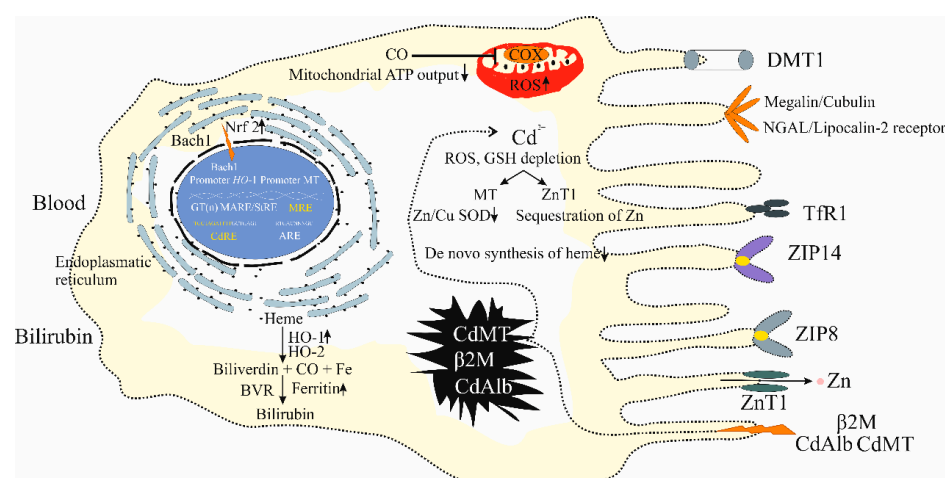 CO
COX
Mitochondrial ATP output
ROS
DMT1
Megalin/Cubulin
NGAL/Lipocalin-2 receptor
Bach1
Nrf 2
Bach1
Promoter HO-1 Promoter MT
GT(n) MARE/StRE MRE
CdRE
ARE
Cd²⁻
ROS, GSH depletion
MT
ZnT1
Zn/Cu SOD
Sequestration of Zn
De novo synthesis of heme
Blood
TfR1
ZIP14
Endoplasmatic
reticulum
Bilirubin
-Heme
HO-1
HO-2
Biliverdin + CO + Fe
BVR
Ferritin
Bilirubin
CdMT
β2M
CdAlb
ZIP8
Zn
ZnT1
β2M
CdAlb CdMT